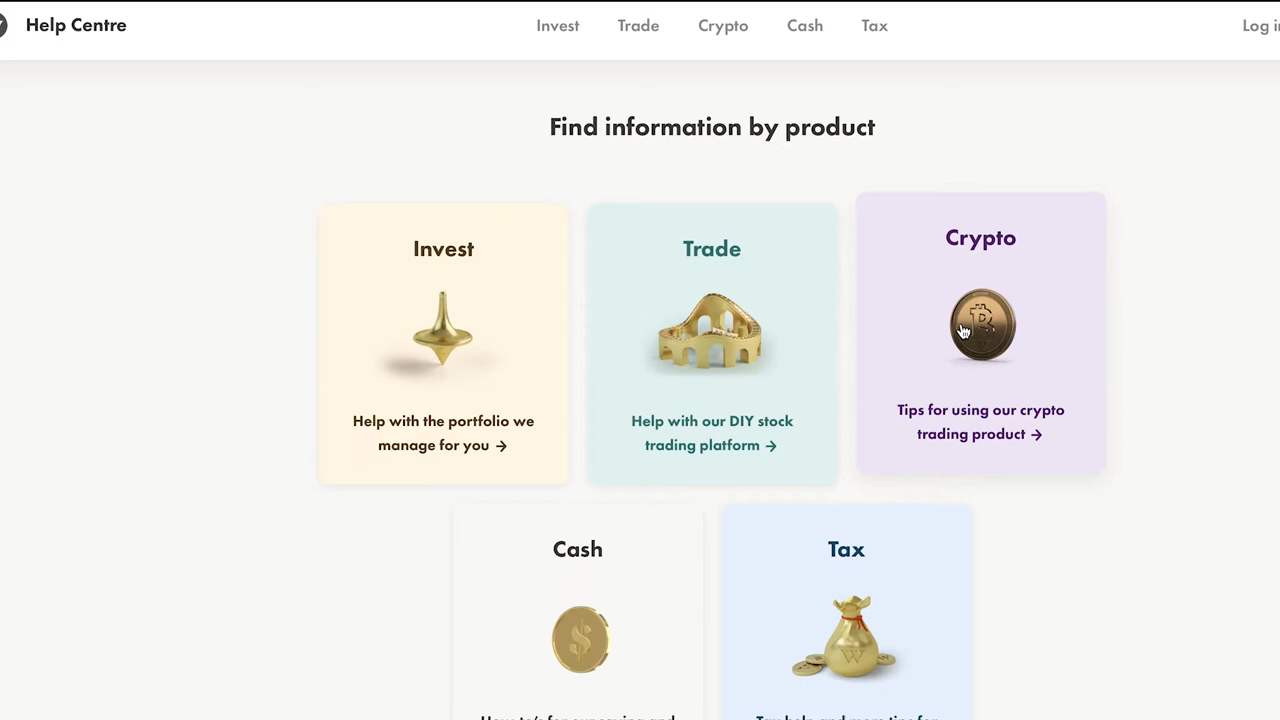 Help Centre
Invest
Trade
Crypto
Cash
Tax
Log in
Find information by product
Invest
Help with the portfolio we
manage for you →
Trade
Help with our DIY stock
trading platform →
Crypto
Tips for using our crypto
trading product →
Cash
Tax